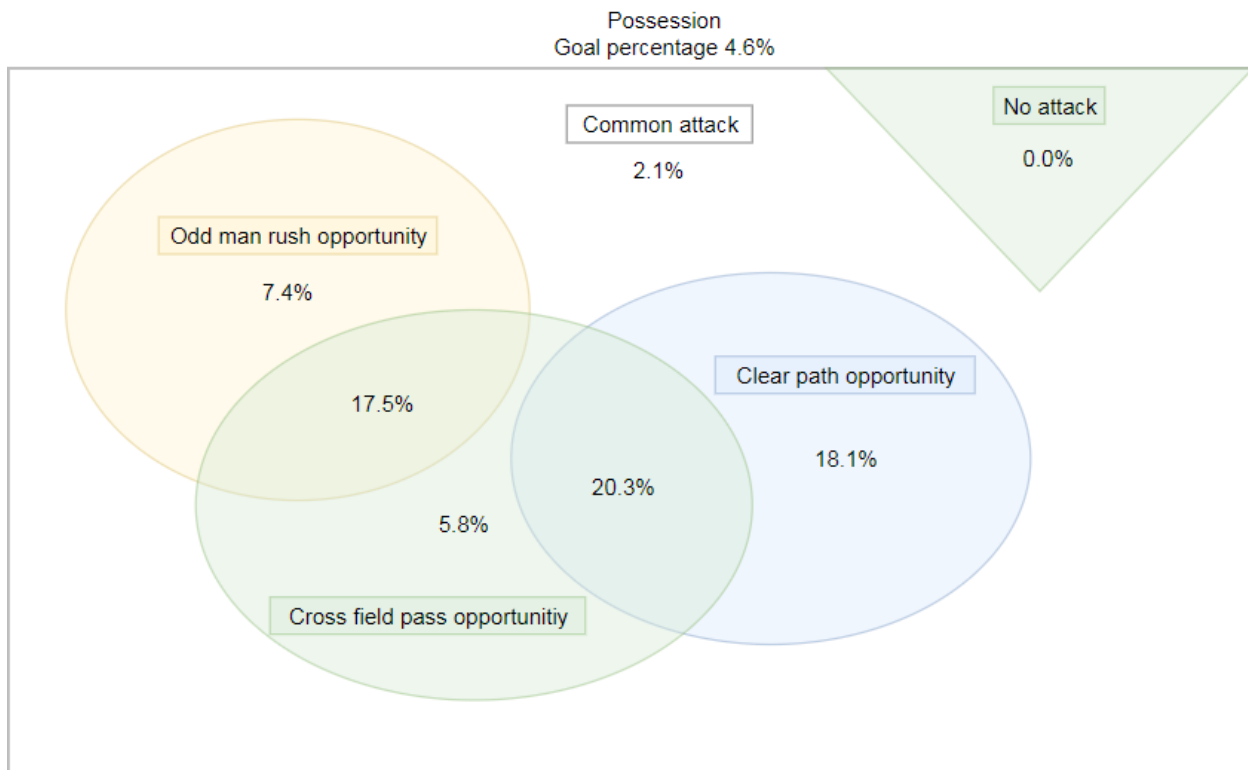 Possession
Goal percentage 4.6%
Common attack
2.1%
No attack
0.0%
Odd man rush opportunity
7.4%
17.5%
Clear path opportunity
18.1%
20.3%
5.8%
Cross field pass opportunitiy